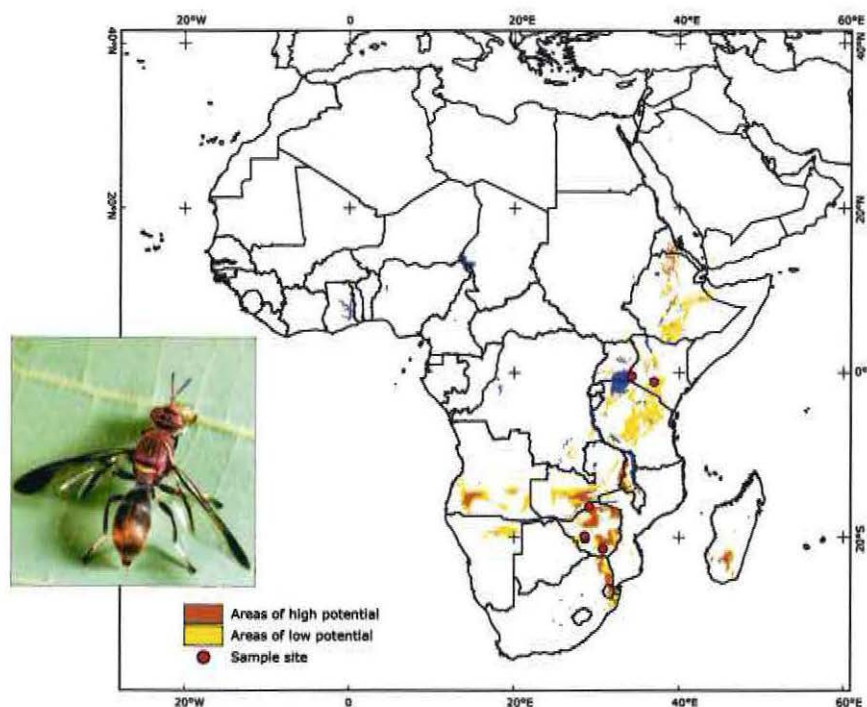 20°W 0 20°E 40°E 60°E
40°N 40°N
20°N 20°N
0° 0°
20°S 20°S
Areas of high potential
Areas of low potential
Sample site
20°W 0 20°E 40°E 60°E